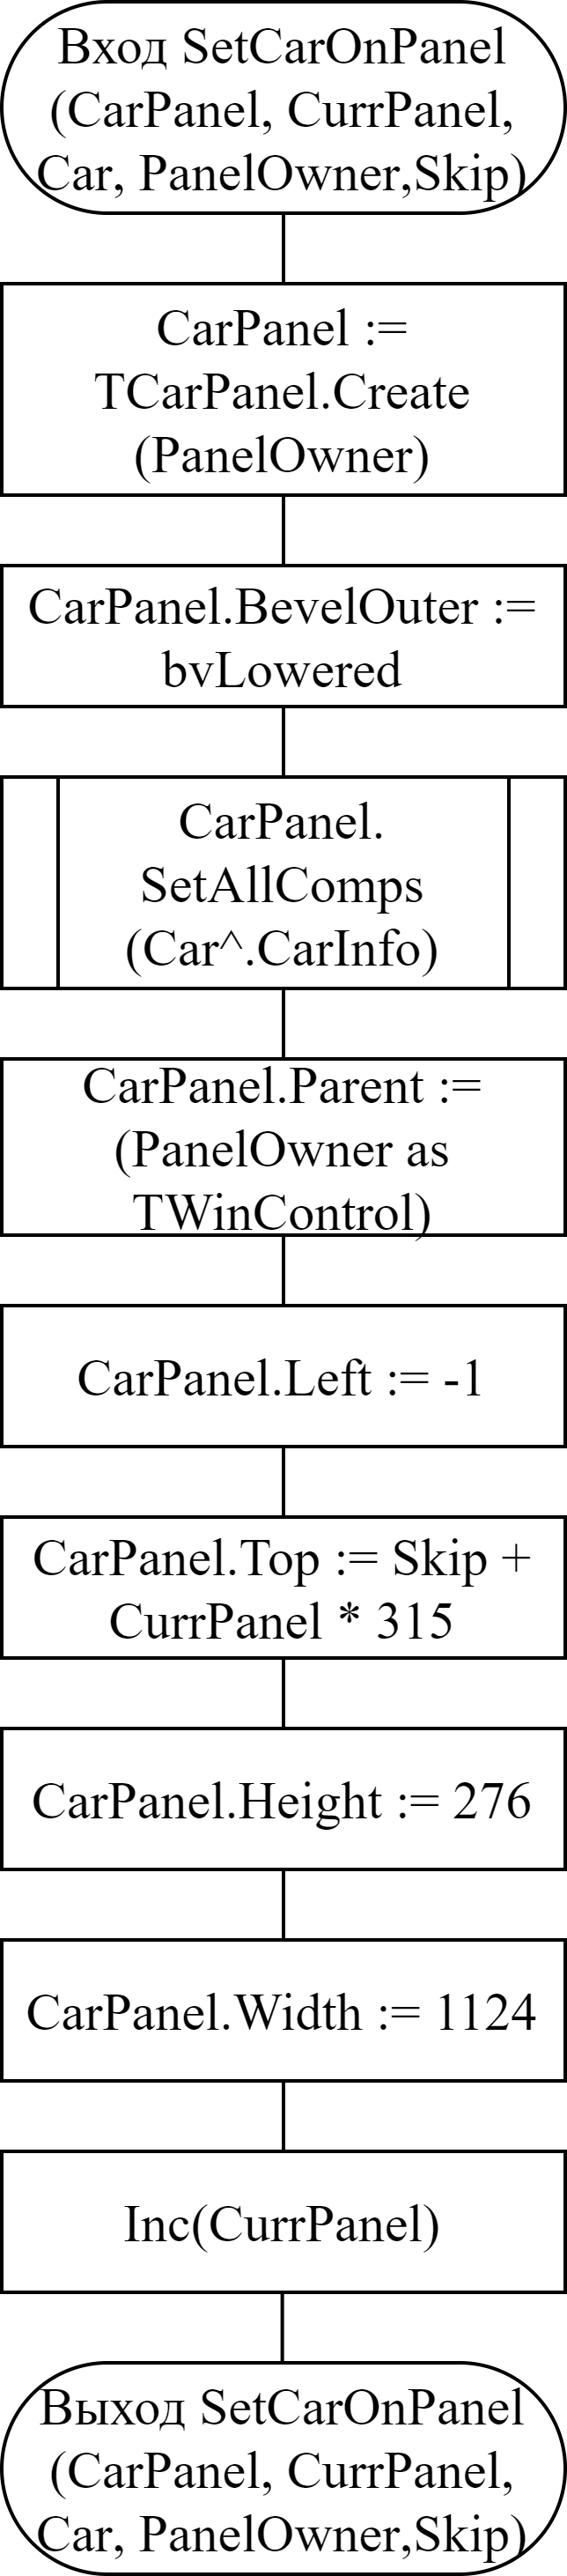 Вход SetCarOnPanel
(CarPanel, CurrPanel,
Car, PanelOwner,Skip)
CarPanel :=
TCarPanel.Create
(PanelOwner)
CarPanel.BevelOuter :=
bvLowered
CarPanel.
SetAllComps
(Car^.CarInfo)
CarPanel.Parent :=
(PanelOwner as
TWinControl)
CarPanel.Left := -1
CarPanel.Top := Skip +
CurrPanel * 315
CarPanel.Height := 276
CarPanel.Width := 1124
Inc(CurrPanel)
Выход SetCarOnPanel
(CarPanel, CurrPanel,
Car, PanelOwner,Skip)